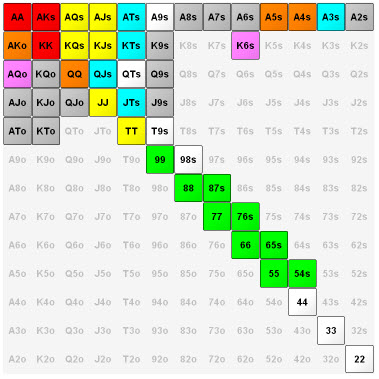 AA AKs AQs AJs ATs A9s A8s A7s A6s A5s A4s A3s A2s
AKo KK KQs KJs KTs K9s K8s K7s K6s K5s K4s K3s K2s
AQo KQo QQ QJs QTs Q9s Q8s Q7s Q6s Q5s Q4s Q3s Q2s
AJo KJo QJo JJ JTs J9s J8s J7s J6s J5s J4s J3s J2s
ATo KTo QTo JTo TT T9s T8s T7s T6s T5s T4s T3s T2s
A9o K9o Q9o J9o T9o 99 98s 97s 96s 95s 94s 93s 92s
A8o K8o Q8o J8o T8o 98o 88 87s 86s 85s 84s 83s 82s
A7o K7o Q7o J7o T7o 97o 87o 77 76s 75s 74s 73s 72s
A6o K6o Q6o J6o T6o 96o 86o 76o 66 65s 64s 63s 62s
A5o K5o Q5o J5o T5o 95o 85o 75o 65o 55 54s 53s 52s
A4o K4o Q4o J4o T4o 94o 84o 74o 64o 54o 44 43s 42s
A3o K3o Q3o J3o T3o 93o 83o 73o 63o 53o 43o 33 32s
A2o K2o Q2o J2o T2o 92o 82o 72o 62o 52o 42o 32o 22